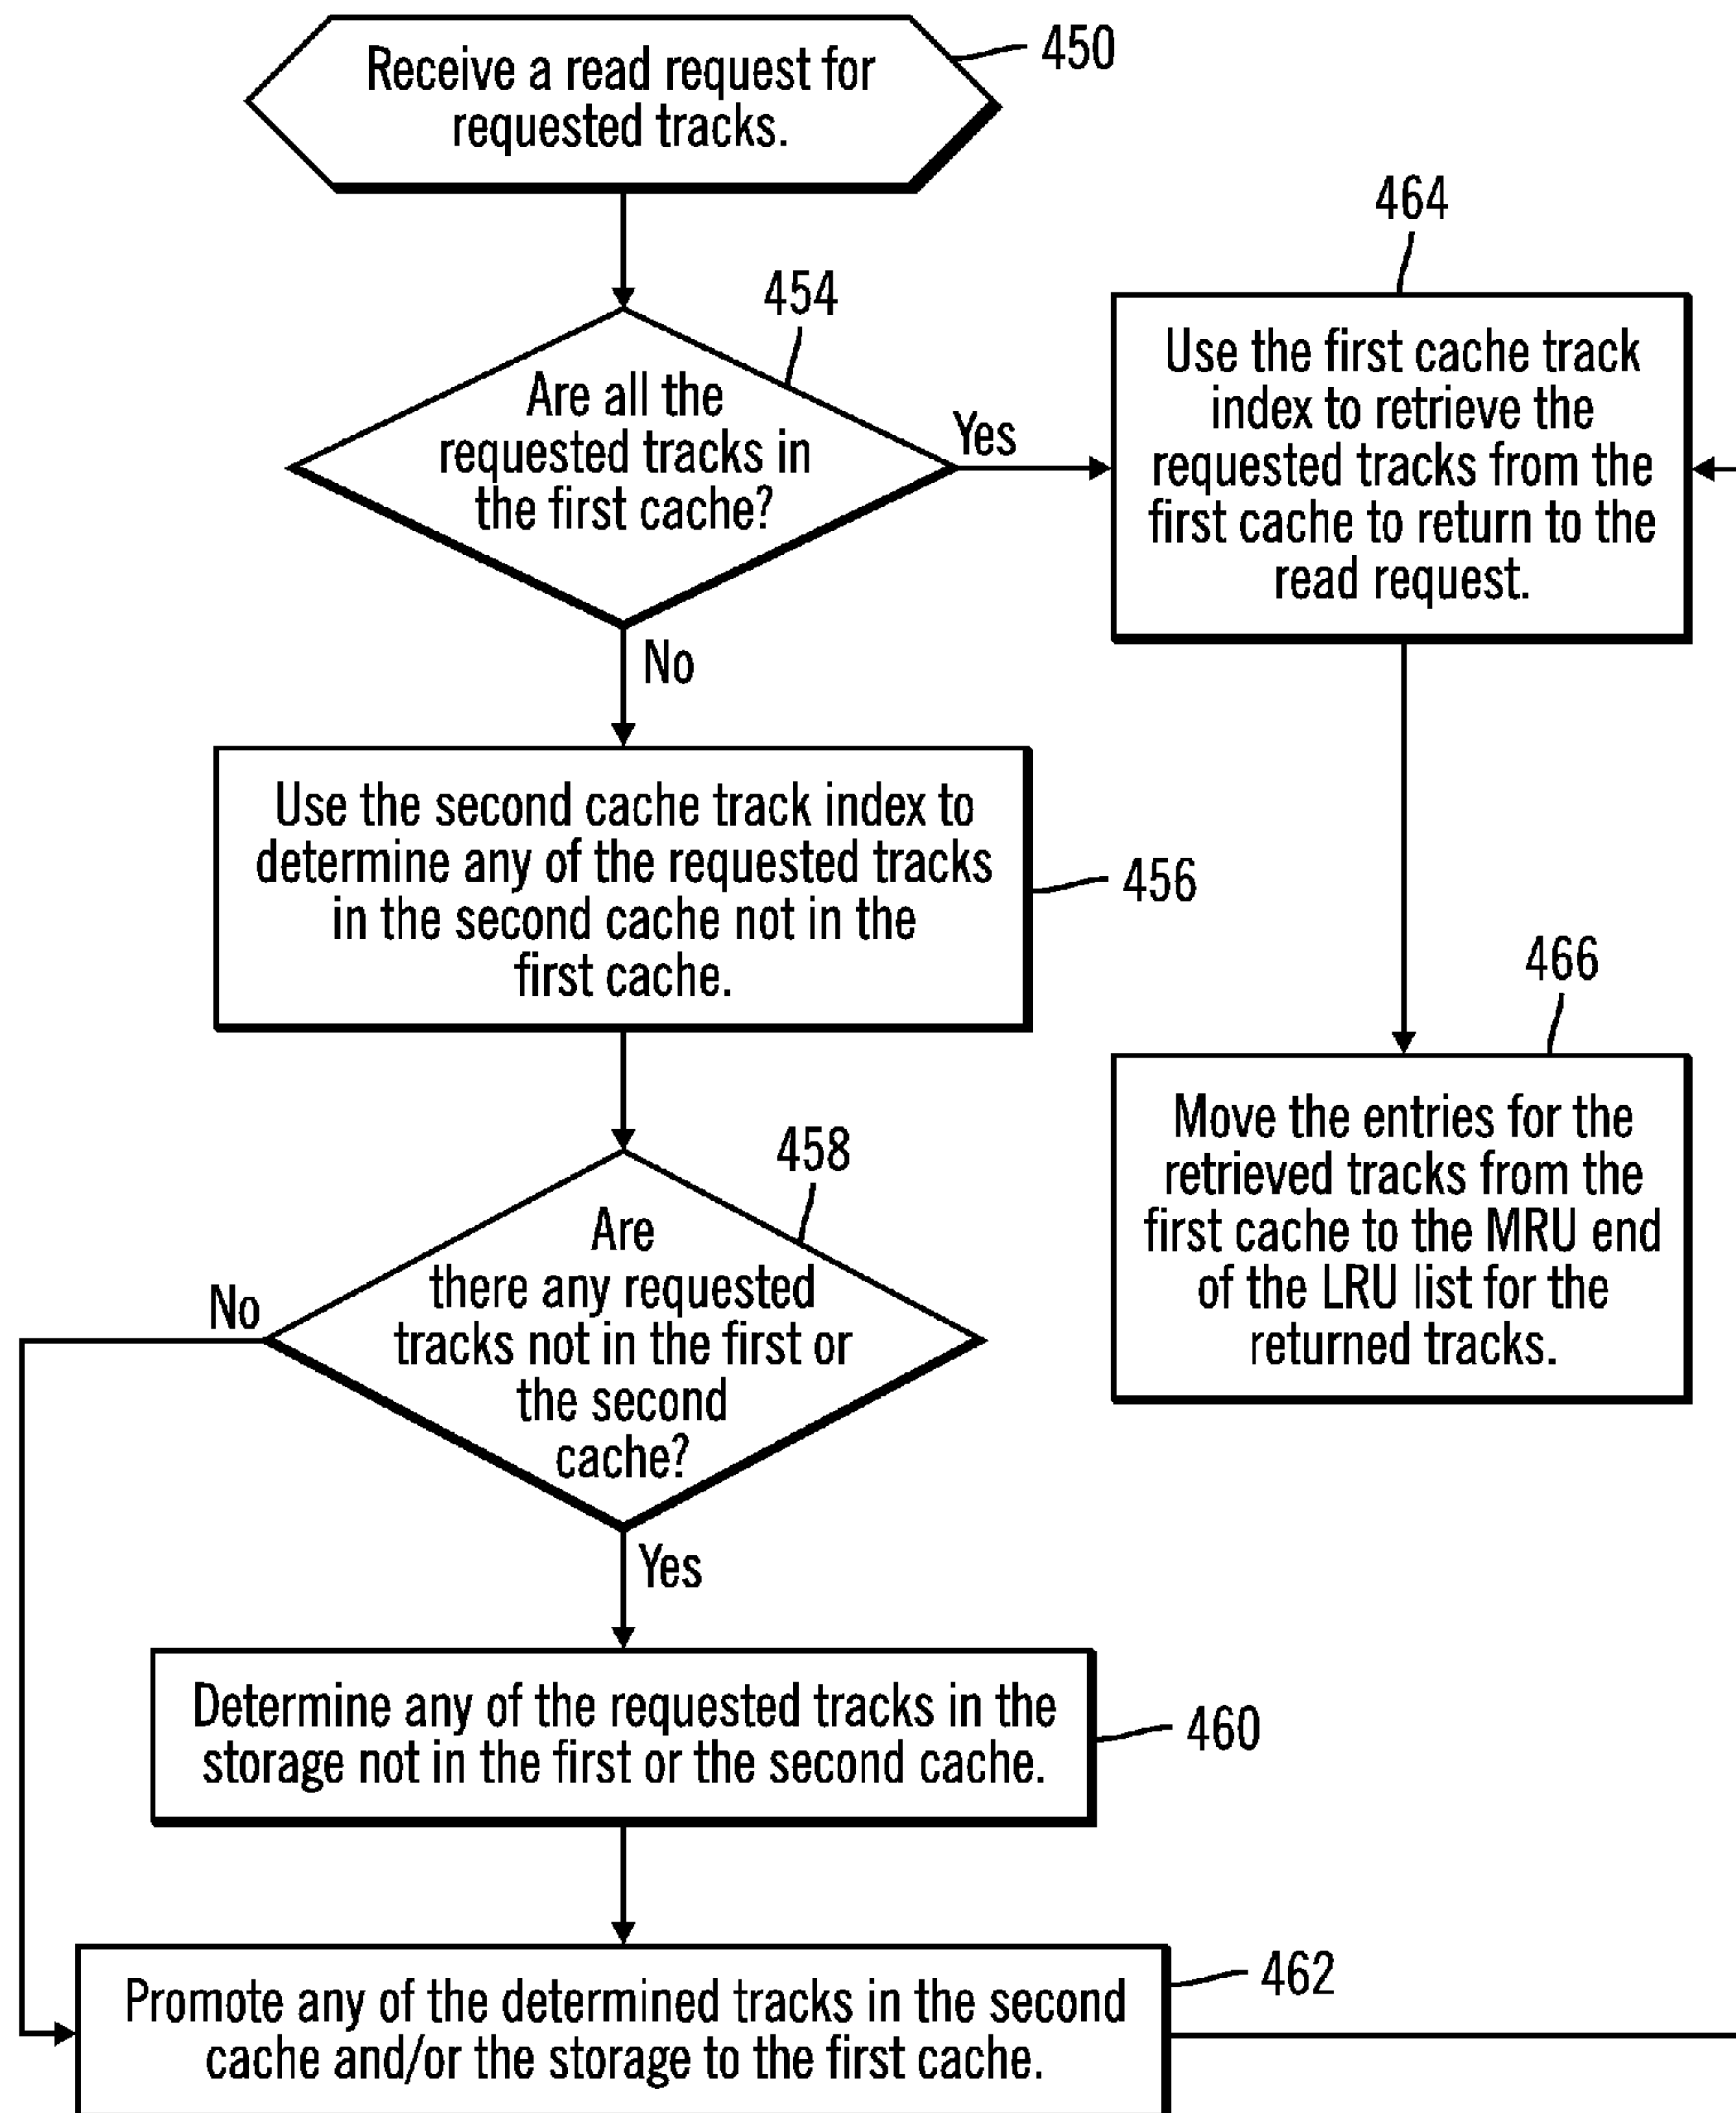 Receive a read request for
requested tracks.
450
454
Are all the
requested tracks in
the first cache?
Yes
No
464
Use the first cache track
index to retrieve the
requested tracks from the
first cache to return to the
read request.
Use the second cache track index to
determine any of the requested tracks
in the second cache not in the
first cache.
456
466
Move the entries for the
retrieved tracks from the
first cache to the MRU end
of the LRU list for the
returned tracks.
458
Are
there any requested
tracks not in the first or
the second
cache?
No
Yes
Determine any of the requested tracks in the
storage not in the first or the second cache.
460
Promote any of the determined tracks in the second
cache and/or the storage to the first cache.
462